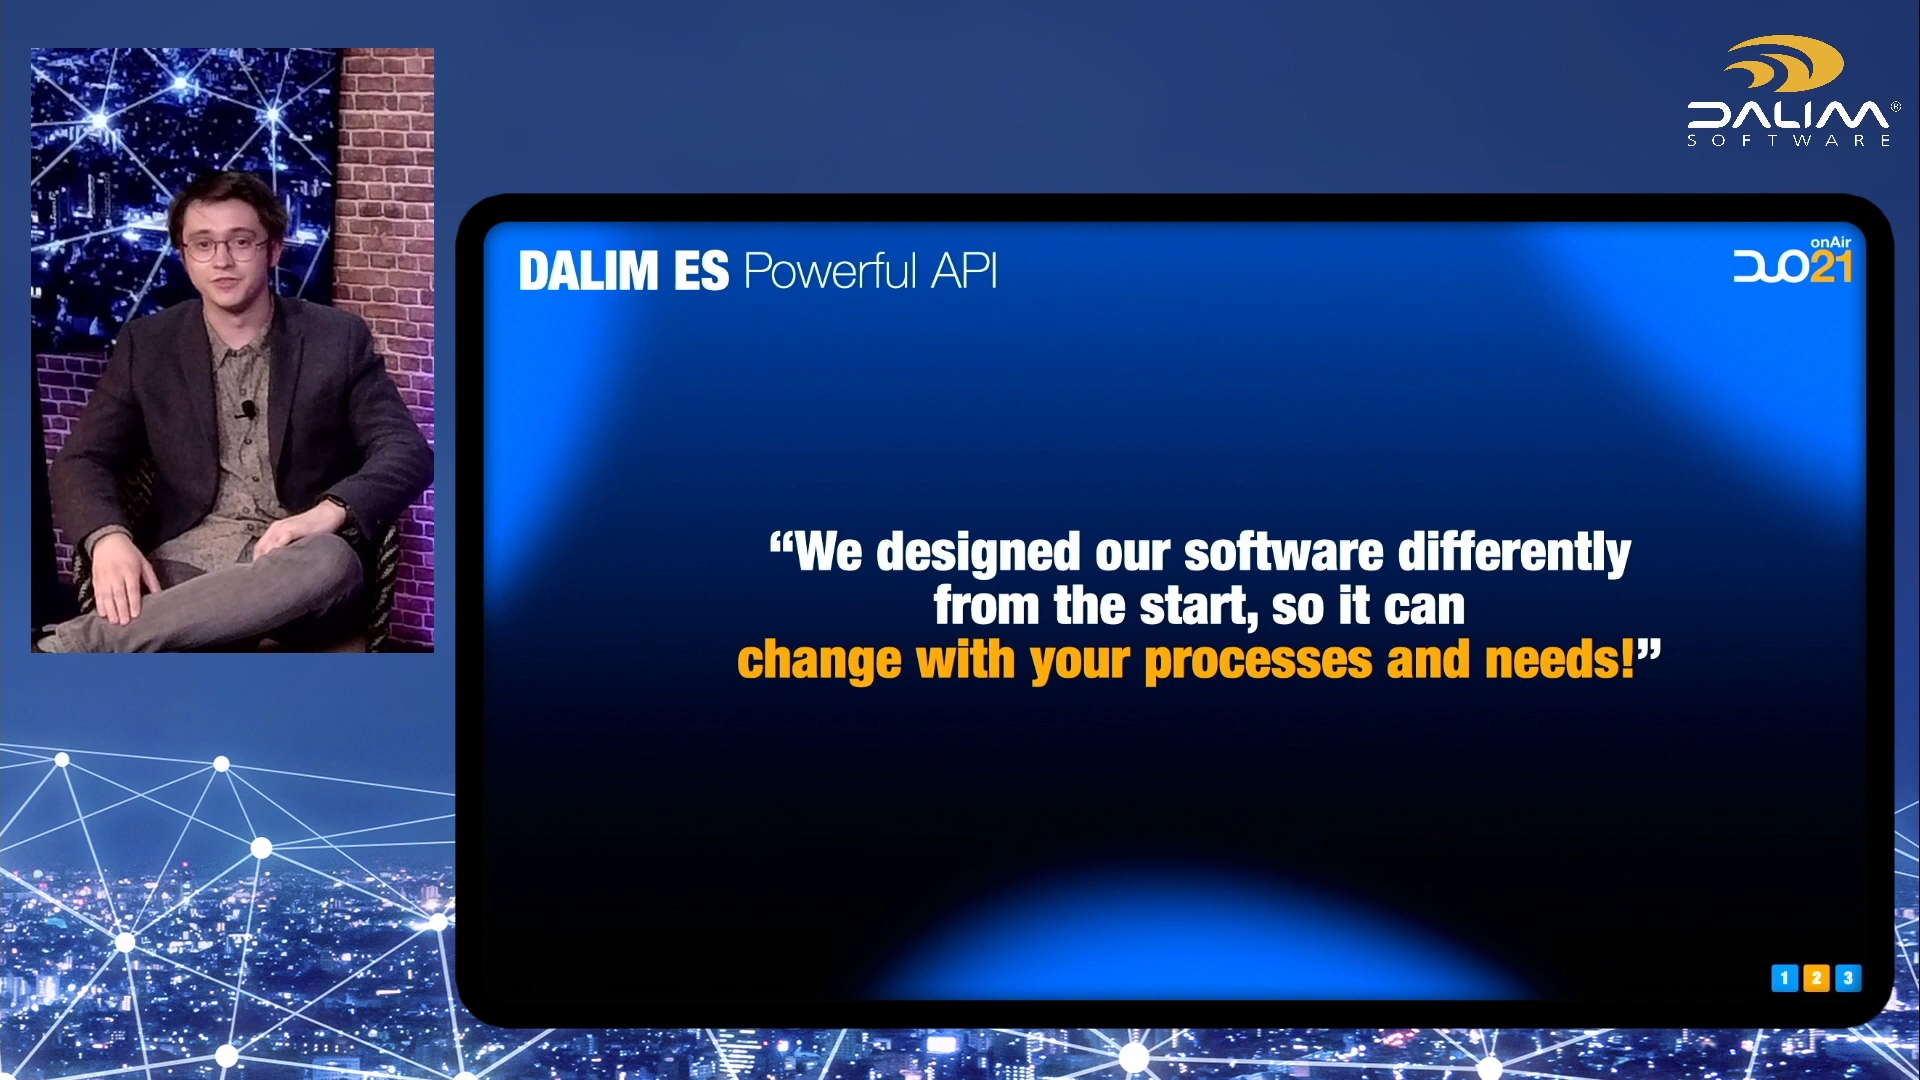 DALIM®
SOFTWARE
DALIM ES Powerful API
onAir
DUO21
“We designed our software differently
from the start, so it can
change with your processes and needs!”
1 2 3